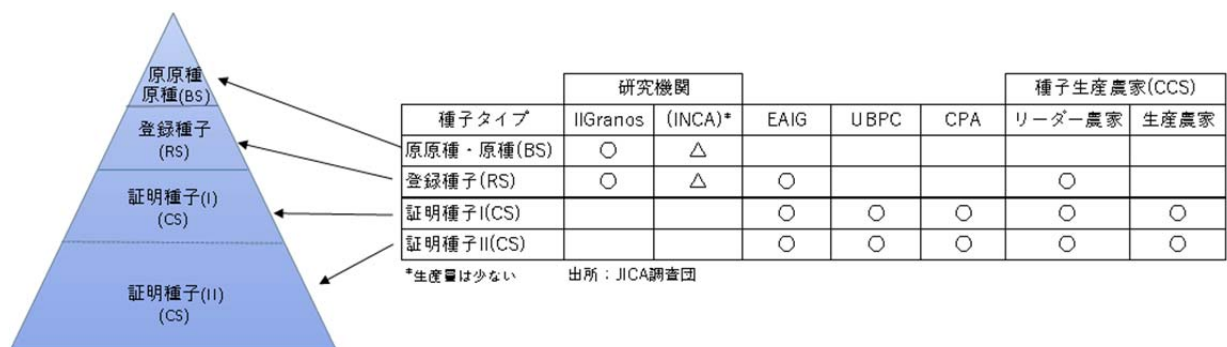 原原種
原種(BS)
登録種子
(RS)
証明種子(I)
(CS)
証明種子(II)
(CS)
研究機関 種子生産農家(CCS)
種子タイプ IIGranos (INCA)* EAIG UBPC CPA リーダー農家 生産農家
原原種・原種(BS) ○ △
登録種子(RS) ○ △ ○ ○
証明種子I(CS) ○ ○ ○ ○ ○
証明種子II(CS) ○ ○ ○ ○ ○
*生産量は少ない 出所：JICA調査団